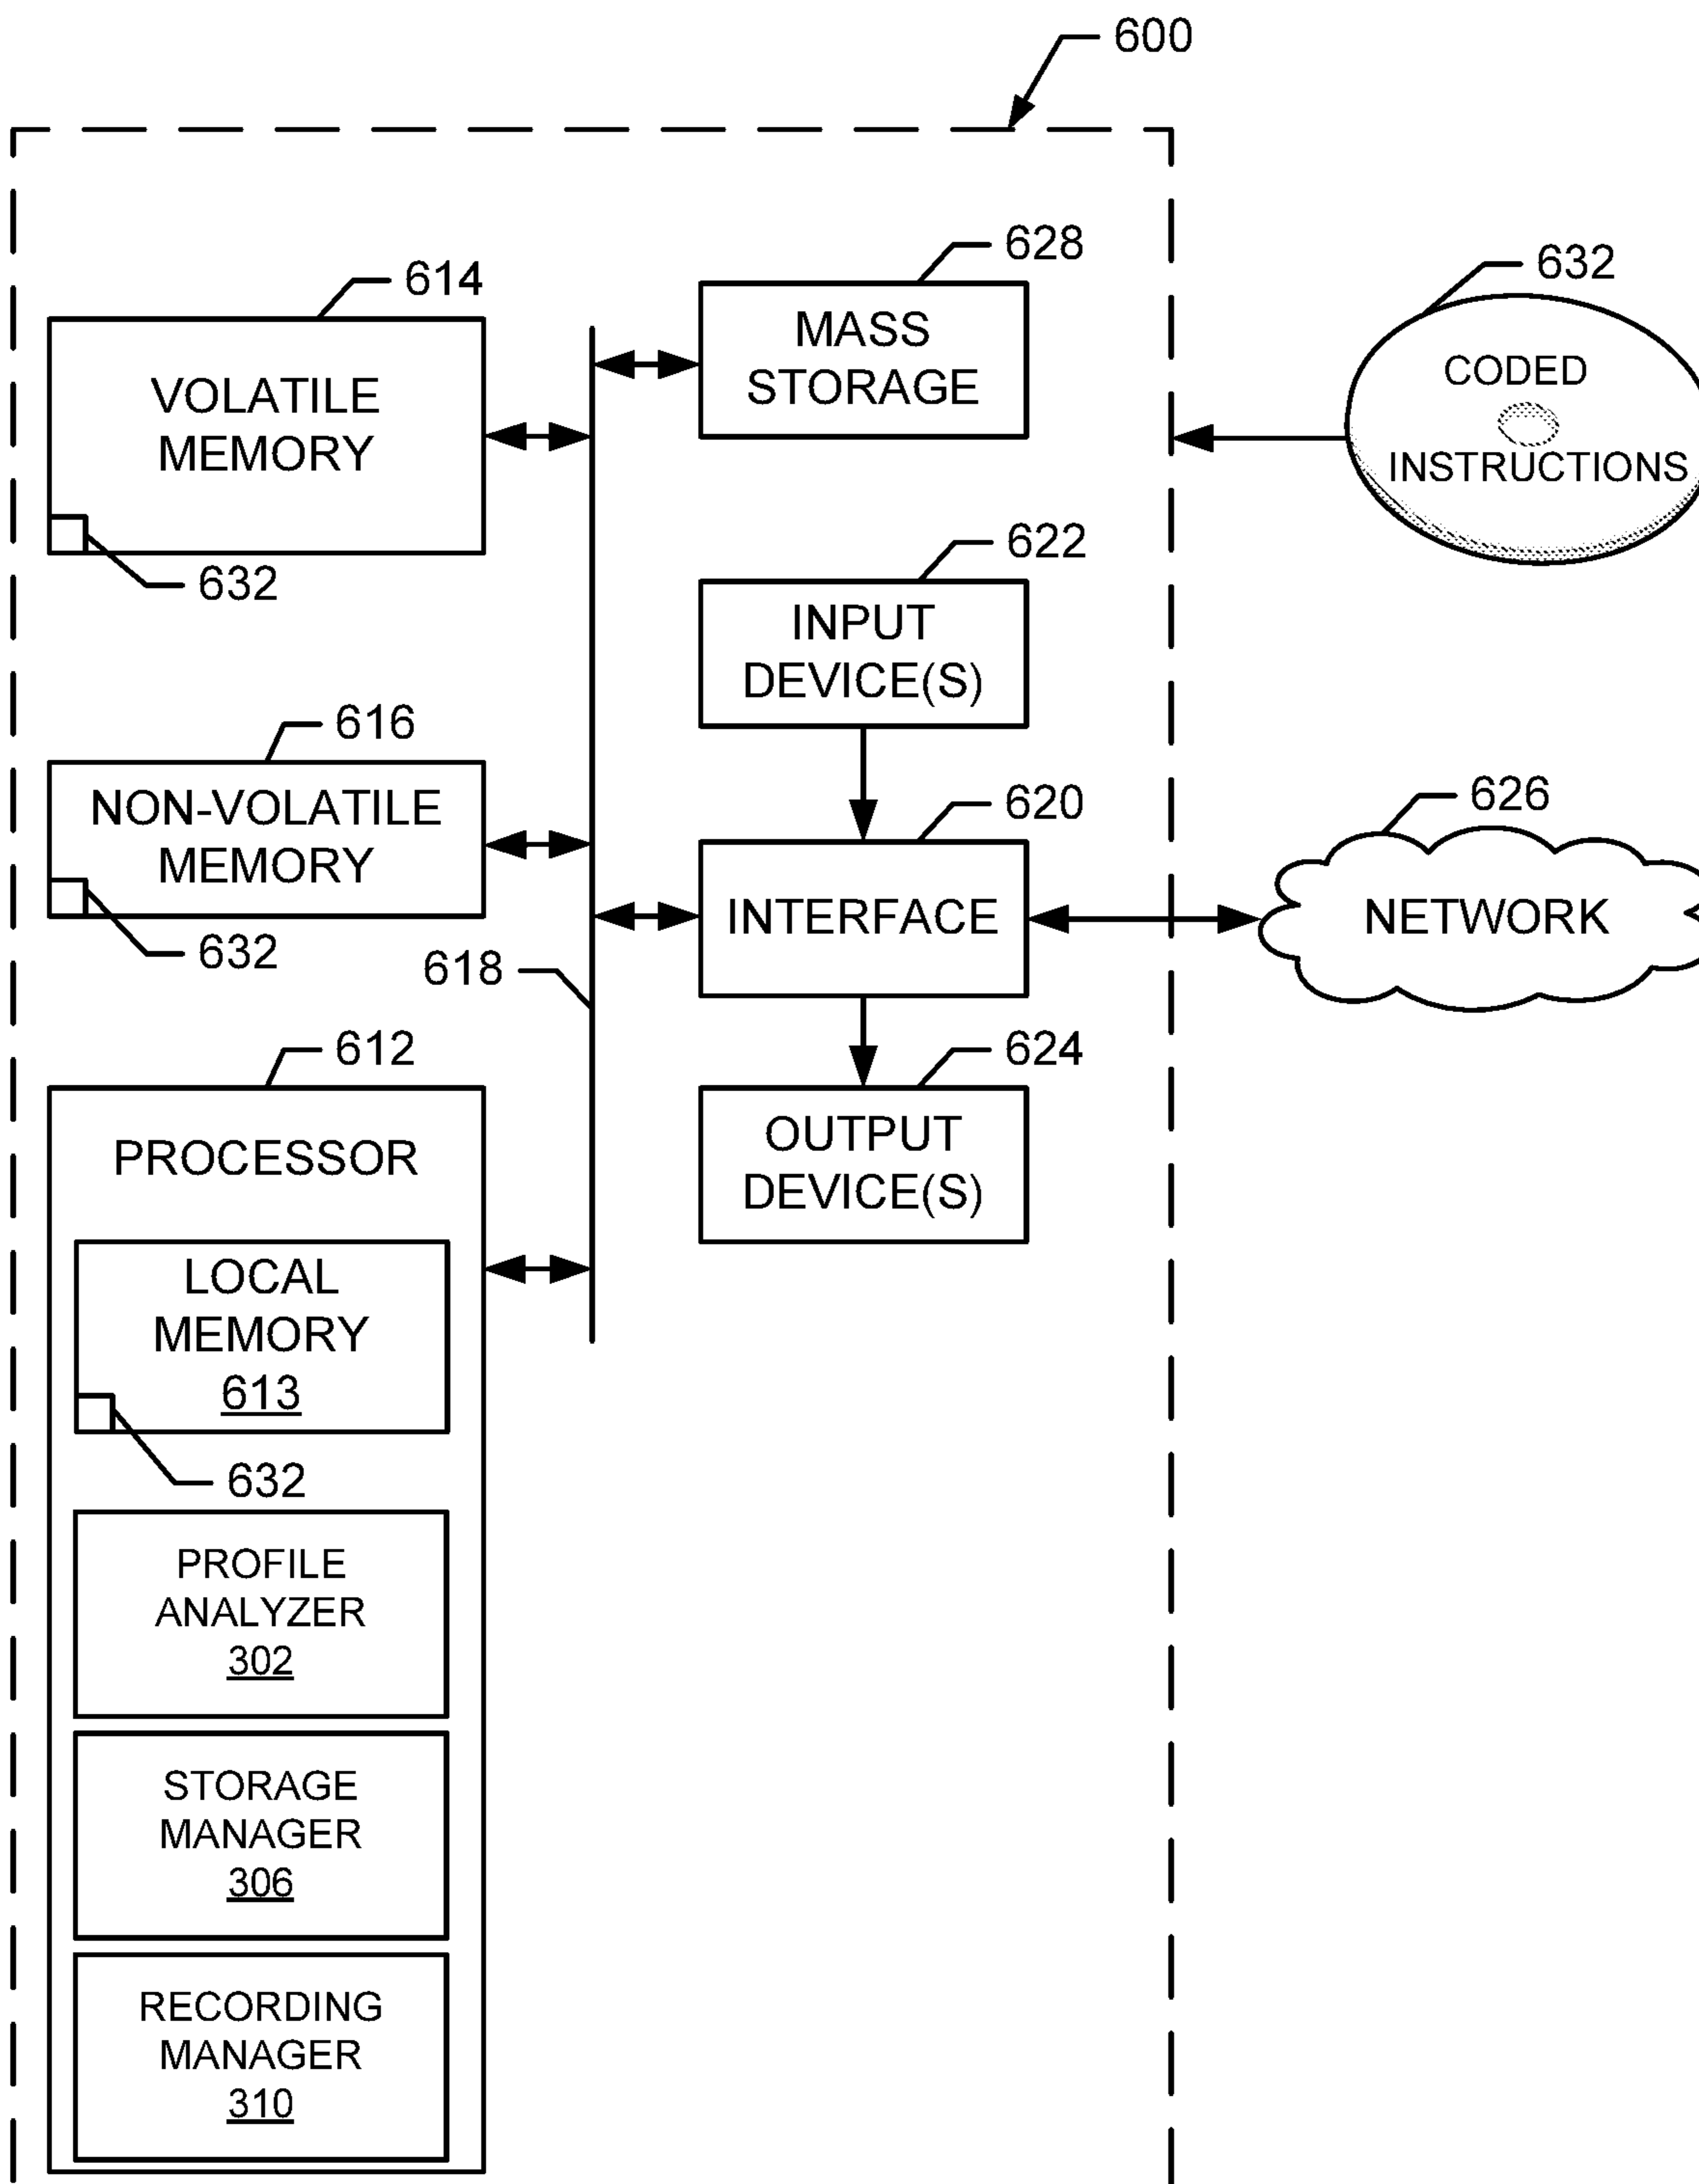 600
614
VOLATILE
MEMORY
632
628
MASS
STORAGE
632
CODED
INSTRUCTIONS
622
INPUT
DEVICE(S)
616
NON-VOLATILE
MEMORY
632
618
620
INTERFACE
626
NETWORK
624
OUTPUT
DEVICE(S)
612
PROCESSOR
LOCAL
MEMORY
613
632
PROFILE
ANALYZER
302
STORAGE
MANAGER
306
RECORDING
MANAGER
310